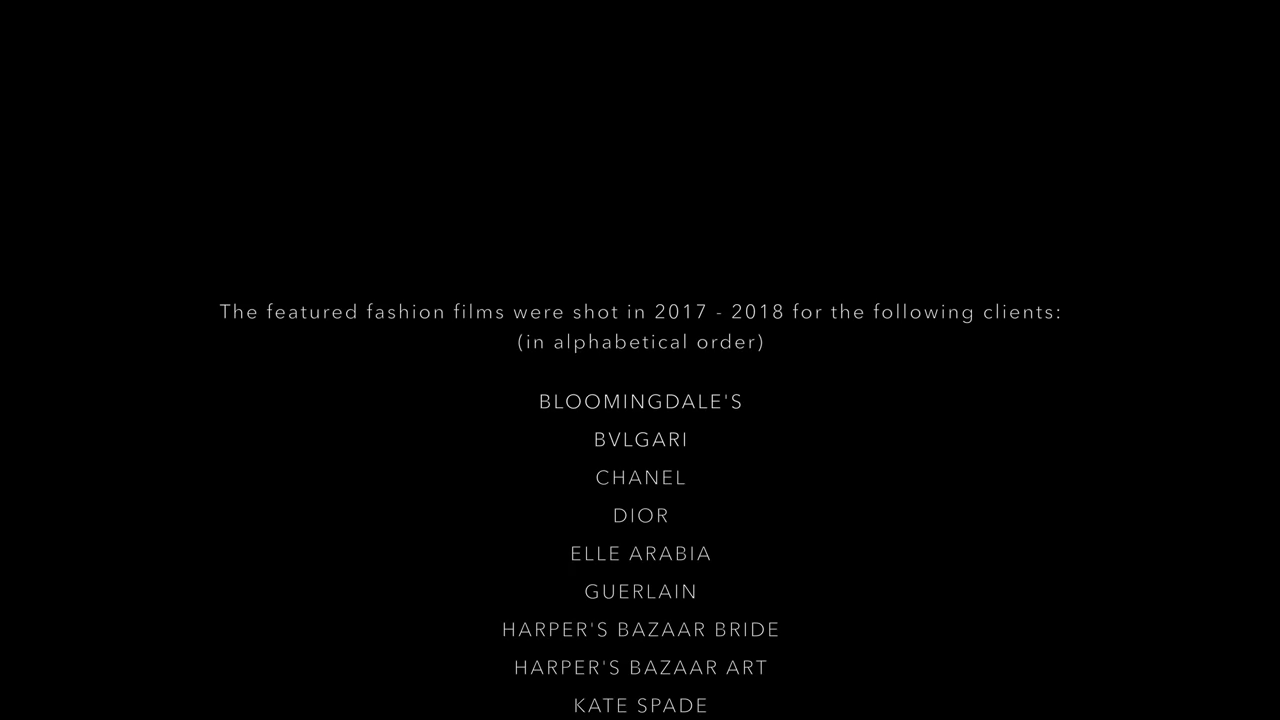 The featured fashion films were shot in 2017 - 2018 for the following clients:
(in alphabetical order)
BLOOMINGDALE'S
BVLGARI
CHANEL
DIOR
ELLE ARABIA
GUERLAIN
HARPER'S BAZAAR BRIDE
HARPER'S BAZAAR ART
KATE SPADE